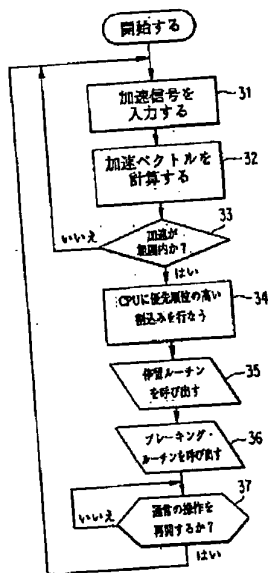 開始する
加速信号を
入力する
31
加速ベクトルを
計算する
32
加速が
範囲内か?
33
いいえ
はい
CPUに優先順位の高い
割込みを行なう
34
停留ルーチン
を呼び出す
35
ブレーキング・
ルーチンを呼び出す
36
通常の操作を
再開するか?
37
いいえ
はい